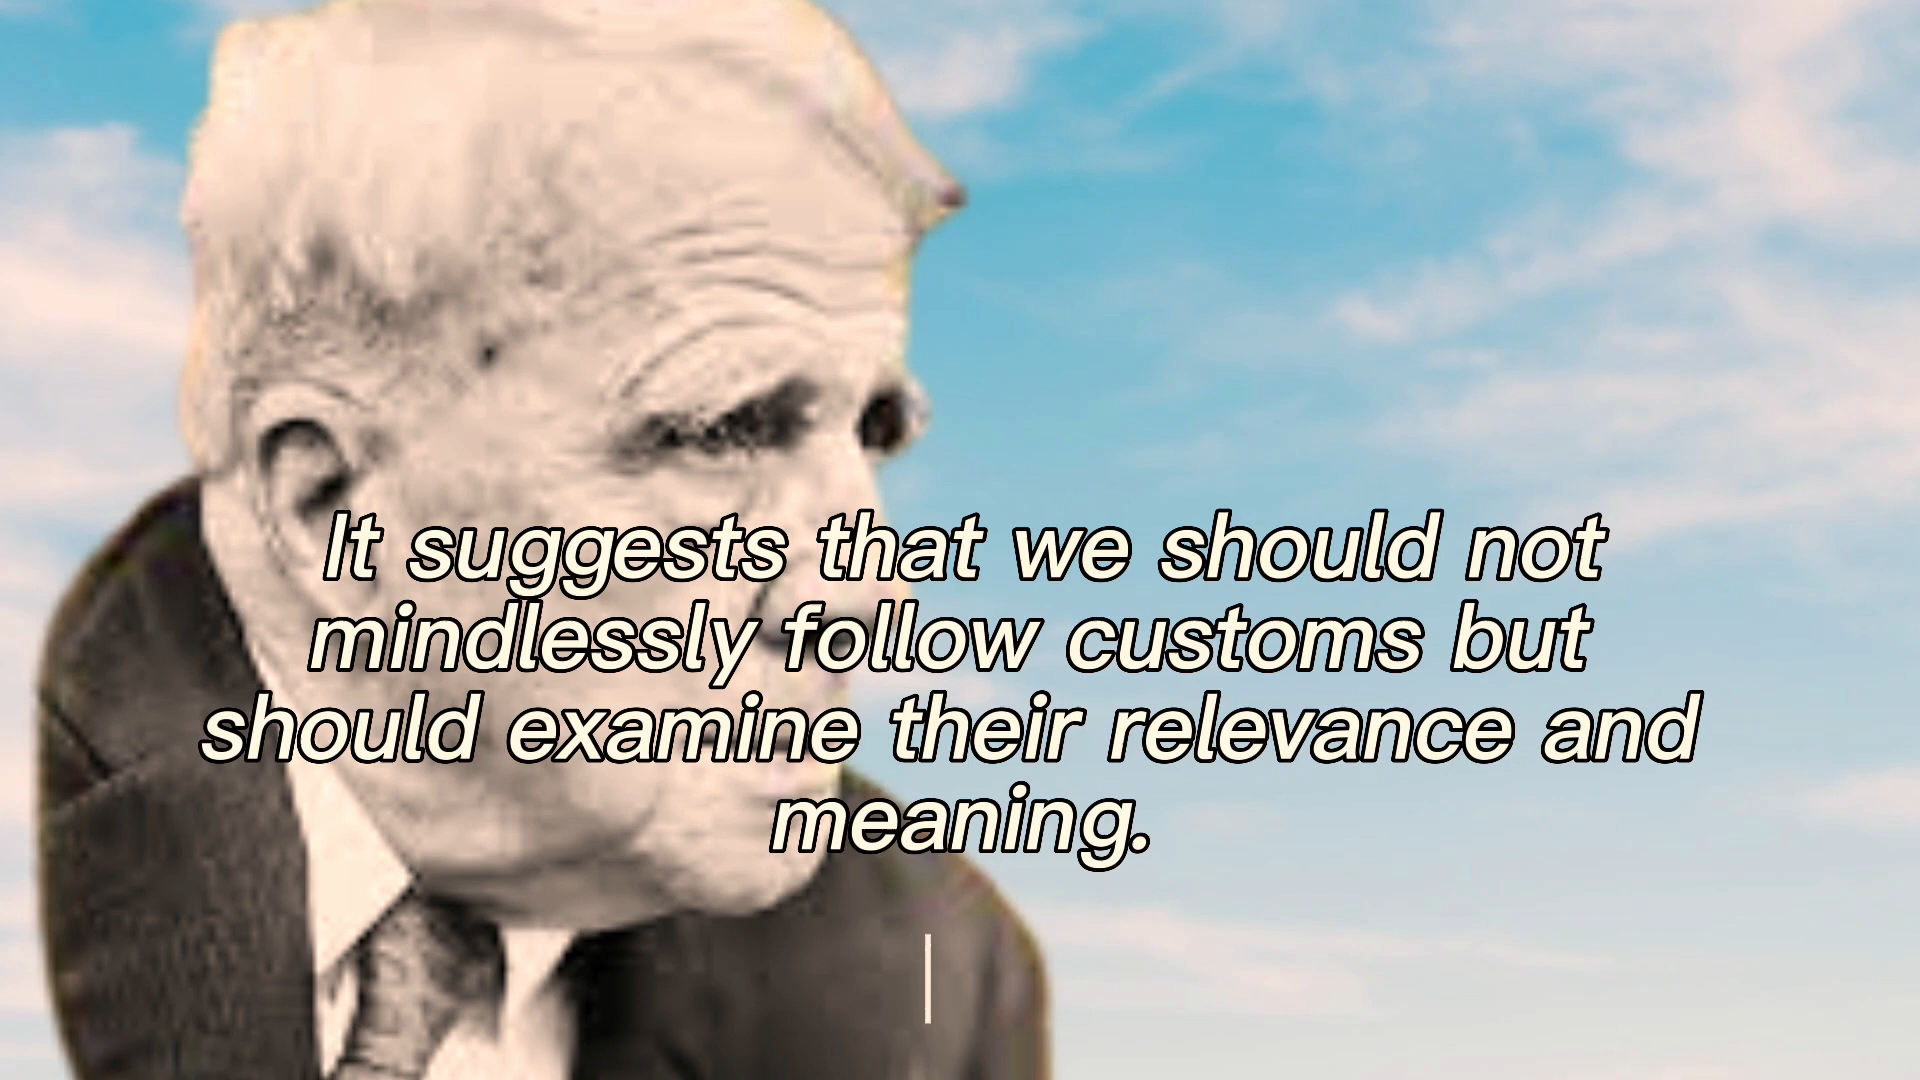 It suggests that we should not
mindlessly follow customs but
should examine their relevance and
meaning.